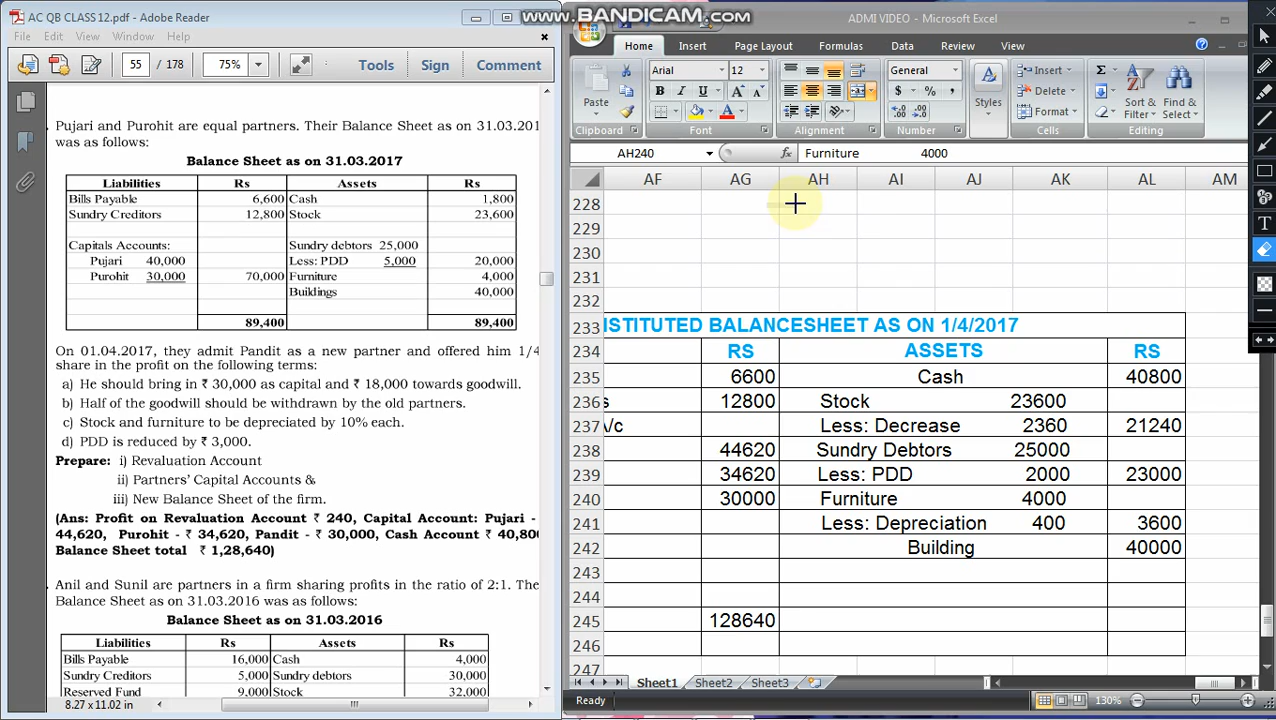 AC QB CLASS 12.pdf - Adobe Reader
www.BANDICAM.com
ADMI VIDEO - Microsoft Excel
File Edit View Window Help
55 / 178 75% Tools Sign Comment
Home Insert Page Layout Formulas Data Review View
Paste
Clipboard
Arial 12
B I U
Font
Alignment
General
$ % ,
Number
Styles
Insert
Delete
Format
Cells
Sort & Filter
Find & Select
Editing
AH240 fx Furniture 4000
AF AG AH AI AJ AK AL AM
Pujari and Purohit are equal partners. Their Balance Sheet as on 31.03.201
was as follows:
Balance Sheet as on 31.03.2017
Liabilities Rs Assets Rs
Bills Payable 6,600 Cash 1,800
Sundry Creditors 12,800 Stock 23,600
Capitals Accounts: Sundry debtors 25,000
Pujari 40,000 Less: PDD 5,000 20,000
Purohit 30,000 70,000 Furniture 4,000
Buildings 40,000
89,400 89,400
On 01.04.2017, they admit Pandit as a new partner and offered him 1/4
share in the profit on the following terms:
a) He should bring in ₹ 30,000 as capital and ₹ 18,000 towards goodwill.
b) Half of the goodwill should be withdrawn by the old partners.
c) Stock and furniture to be depreciated by 10% each.
d) PDD is reduced by ₹ 3,000.
Prepare: i) Revaluation Account
ii) Partners' Capital Accounts &
iii) New Balance Sheet of the firm.
(Ans: Profit on Revaluation Account ₹ 240, Capital Account: Pujari -
44,620, Purohit - ₹ 34,620, Pandit - ₹ 30,000, Cash Account ₹ 40,800
Balance Sheet total ₹ 1,28,640)
Anil and Sunil are partners in a firm sharing profits in the ratio of 2:1. The
Balance Sheet as on 31.03.2016 was as follows:
Balance Sheet as on 31.03.2016
Liabilities Rs Assets Rs
Bills Payable 16,000 Cash 4,000
Sundry Creditors 5,000 Sundry debtors 30,000
Reserved Fund 9,000 Stock 32,000
8.27 x 11.02 in
228
229
230
231
232
233 STITUTED BALANCESHEET AS ON 1/4/2017
234 RS ASSETS RS
235 6600 Cash 40800
236 s 12800 Stock 23600
237 A/c Less: Decrease 2360 21240
238 44620 Sundry Debtors 25000
239 34620 Less: PDD 2000 23000
240 30000 Furniture 4000
241 Less: Depreciation 400 3600
242 Building 40000
243
244
245 128640
246
247
Sheet1 Sheet2 Sheet3
Ready 130%